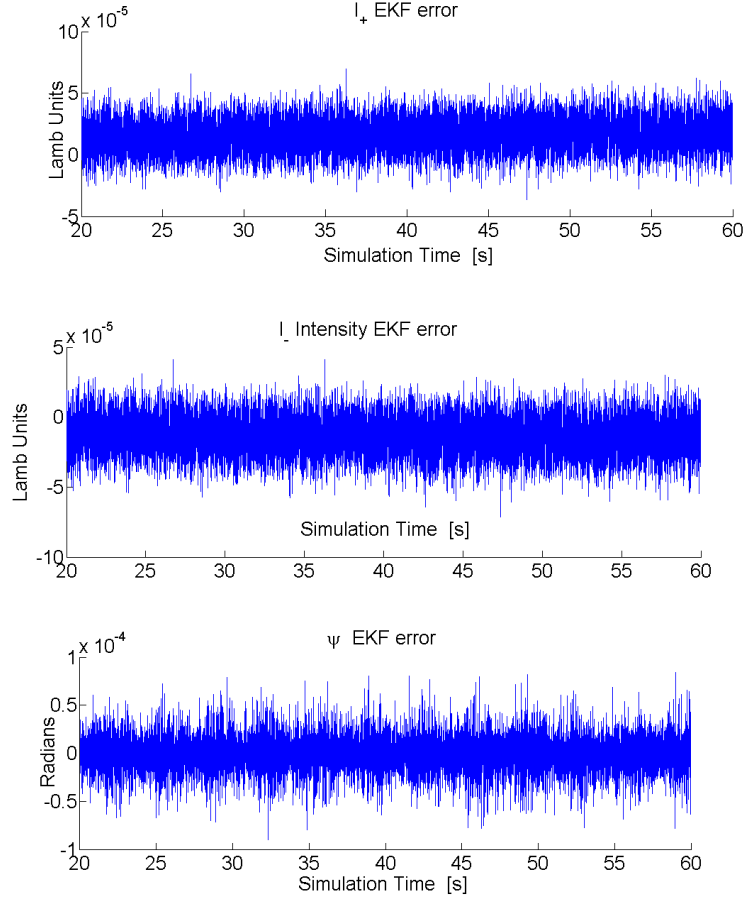 I₊ EKF error
x 10⁻⁵
10
5
0
-5
Lamb Units
20 25 30 35 40 45 50 55 60
Simulation Time [s]
I₋ Intensity EKF error
x 10⁻⁵
5
0
-5
-10
Lamb Units
Simulation Time [s]
20 25 30 35 40 45 50 55 60
ψ EKF error
x 10⁻⁴
1
0.5
0
-0.5
-1
Radians
20 25 30 35 40 45 50 55 60
Simulation Time [s]